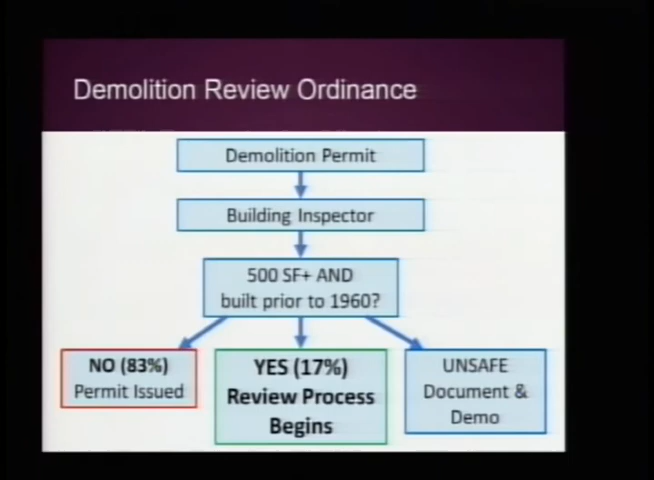 Demolition Review Ordinance
Demolition Permit
Building Inspector
500 SF+ AND
built prior to 1960?
NO (83%)
Permit Issued
YES (17%)
Review Process
Begins
UNSAFE
Document &
Demo